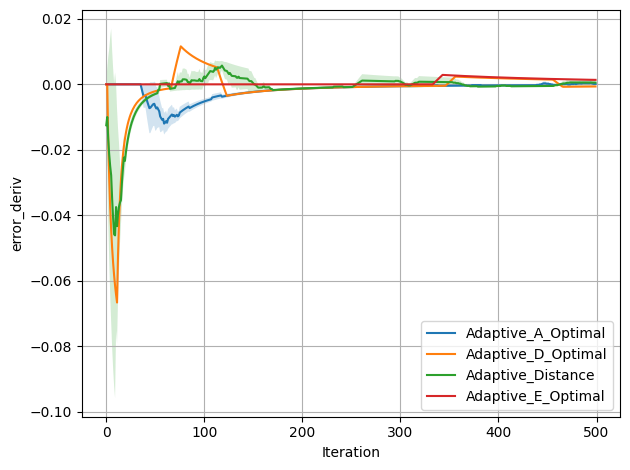 0.02
0.00
−0.02
−0.04
−0.06
−0.08
−0.10
error_deriv
0 100 200 300 400 500
Iteration
Adaptive_A_Optimal
Adaptive_D_Optimal
Adaptive_Distance
Adaptive_E_Optimal